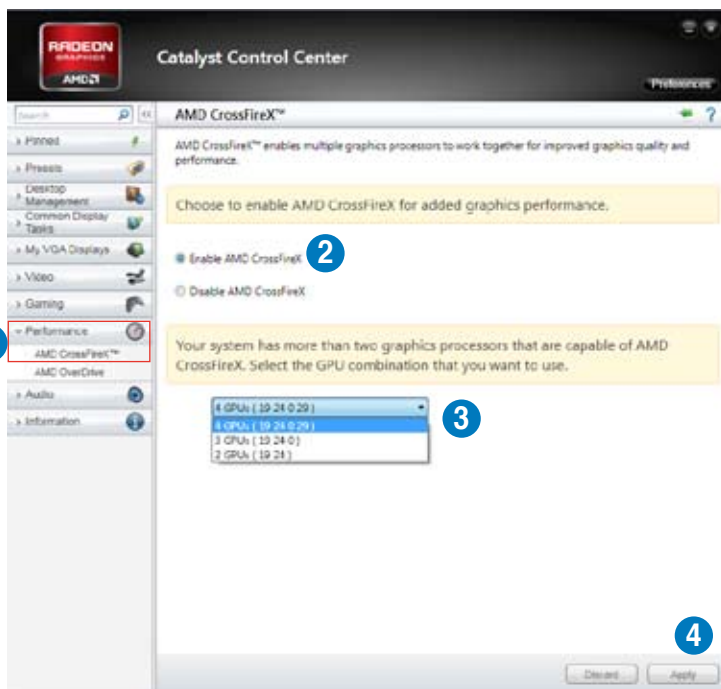 RADEON
GRAPHICS
AMD
Catalyst Control Center
Preferences
Search
AMD CrossFireX™
?
Pinned
AMD CrossFireX™ enables multiple graphics processors to work together for improved graphics quality and
performance.
Presets
Desktop
Management
Choose to enable AMD CrossFireX for added graphics performance.
Common Display
Tasks
My VGA Displays
Enable AMD CrossFireX
2
Video
Disable AMD CrossFireX
Gaming
Performance
AMD CrossFireX™
AMD OverDrive
Your system has more than two graphics processors that are capable of AMD
CrossFireX. Select the GPU combination that you want to use.
Audio
Information
4 GPUs ( 19 24 0 29 )
4 GPUs ( 19 24 0 29 )
3 GPUs ( 19 24 0 )
2 GPUs ( 19 24 )
3
4
Discard
Apply